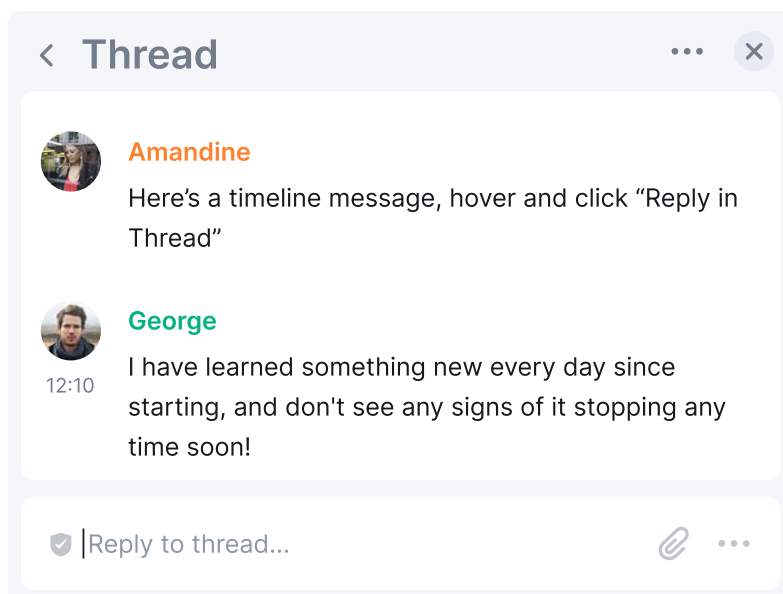 Thread
Amandine
Here’s a timeline message, hover and click “Reply in
Thread”
George
12:10
I have learned something new every day since
starting, and don't see any signs of it stopping any
time soon!
Reply to thread...